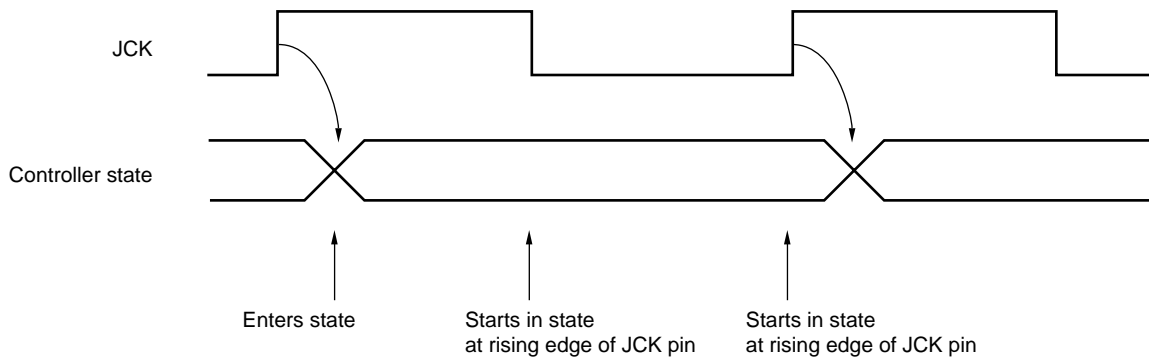 JCK
Controller state
Enters state
Starts in state
at rising edge of JCK pin
Starts in state
at rising edge of JCK pin